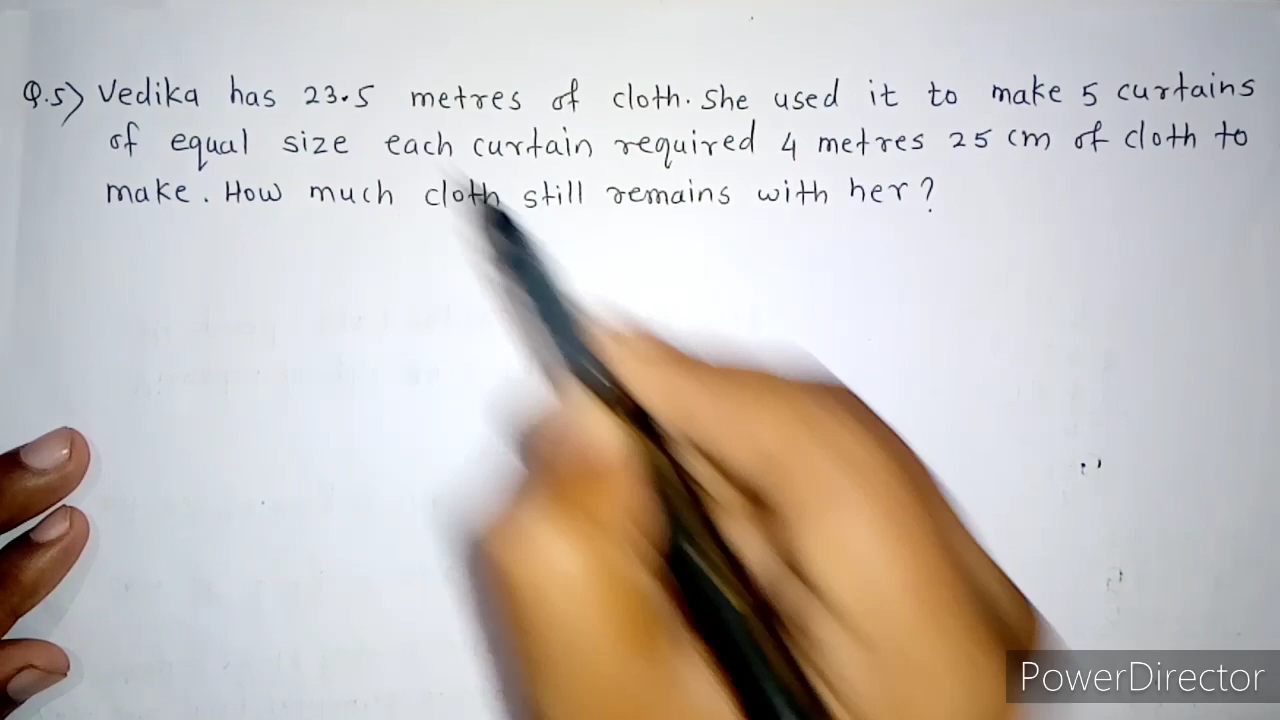 Q.5) Vedika has 23.5 metres of cloth. She used it to make 5 curtains
of equal size each curtain required 4 metres 25 cm of cloth to
make. How much cloth still remains with her?
PowerDirector